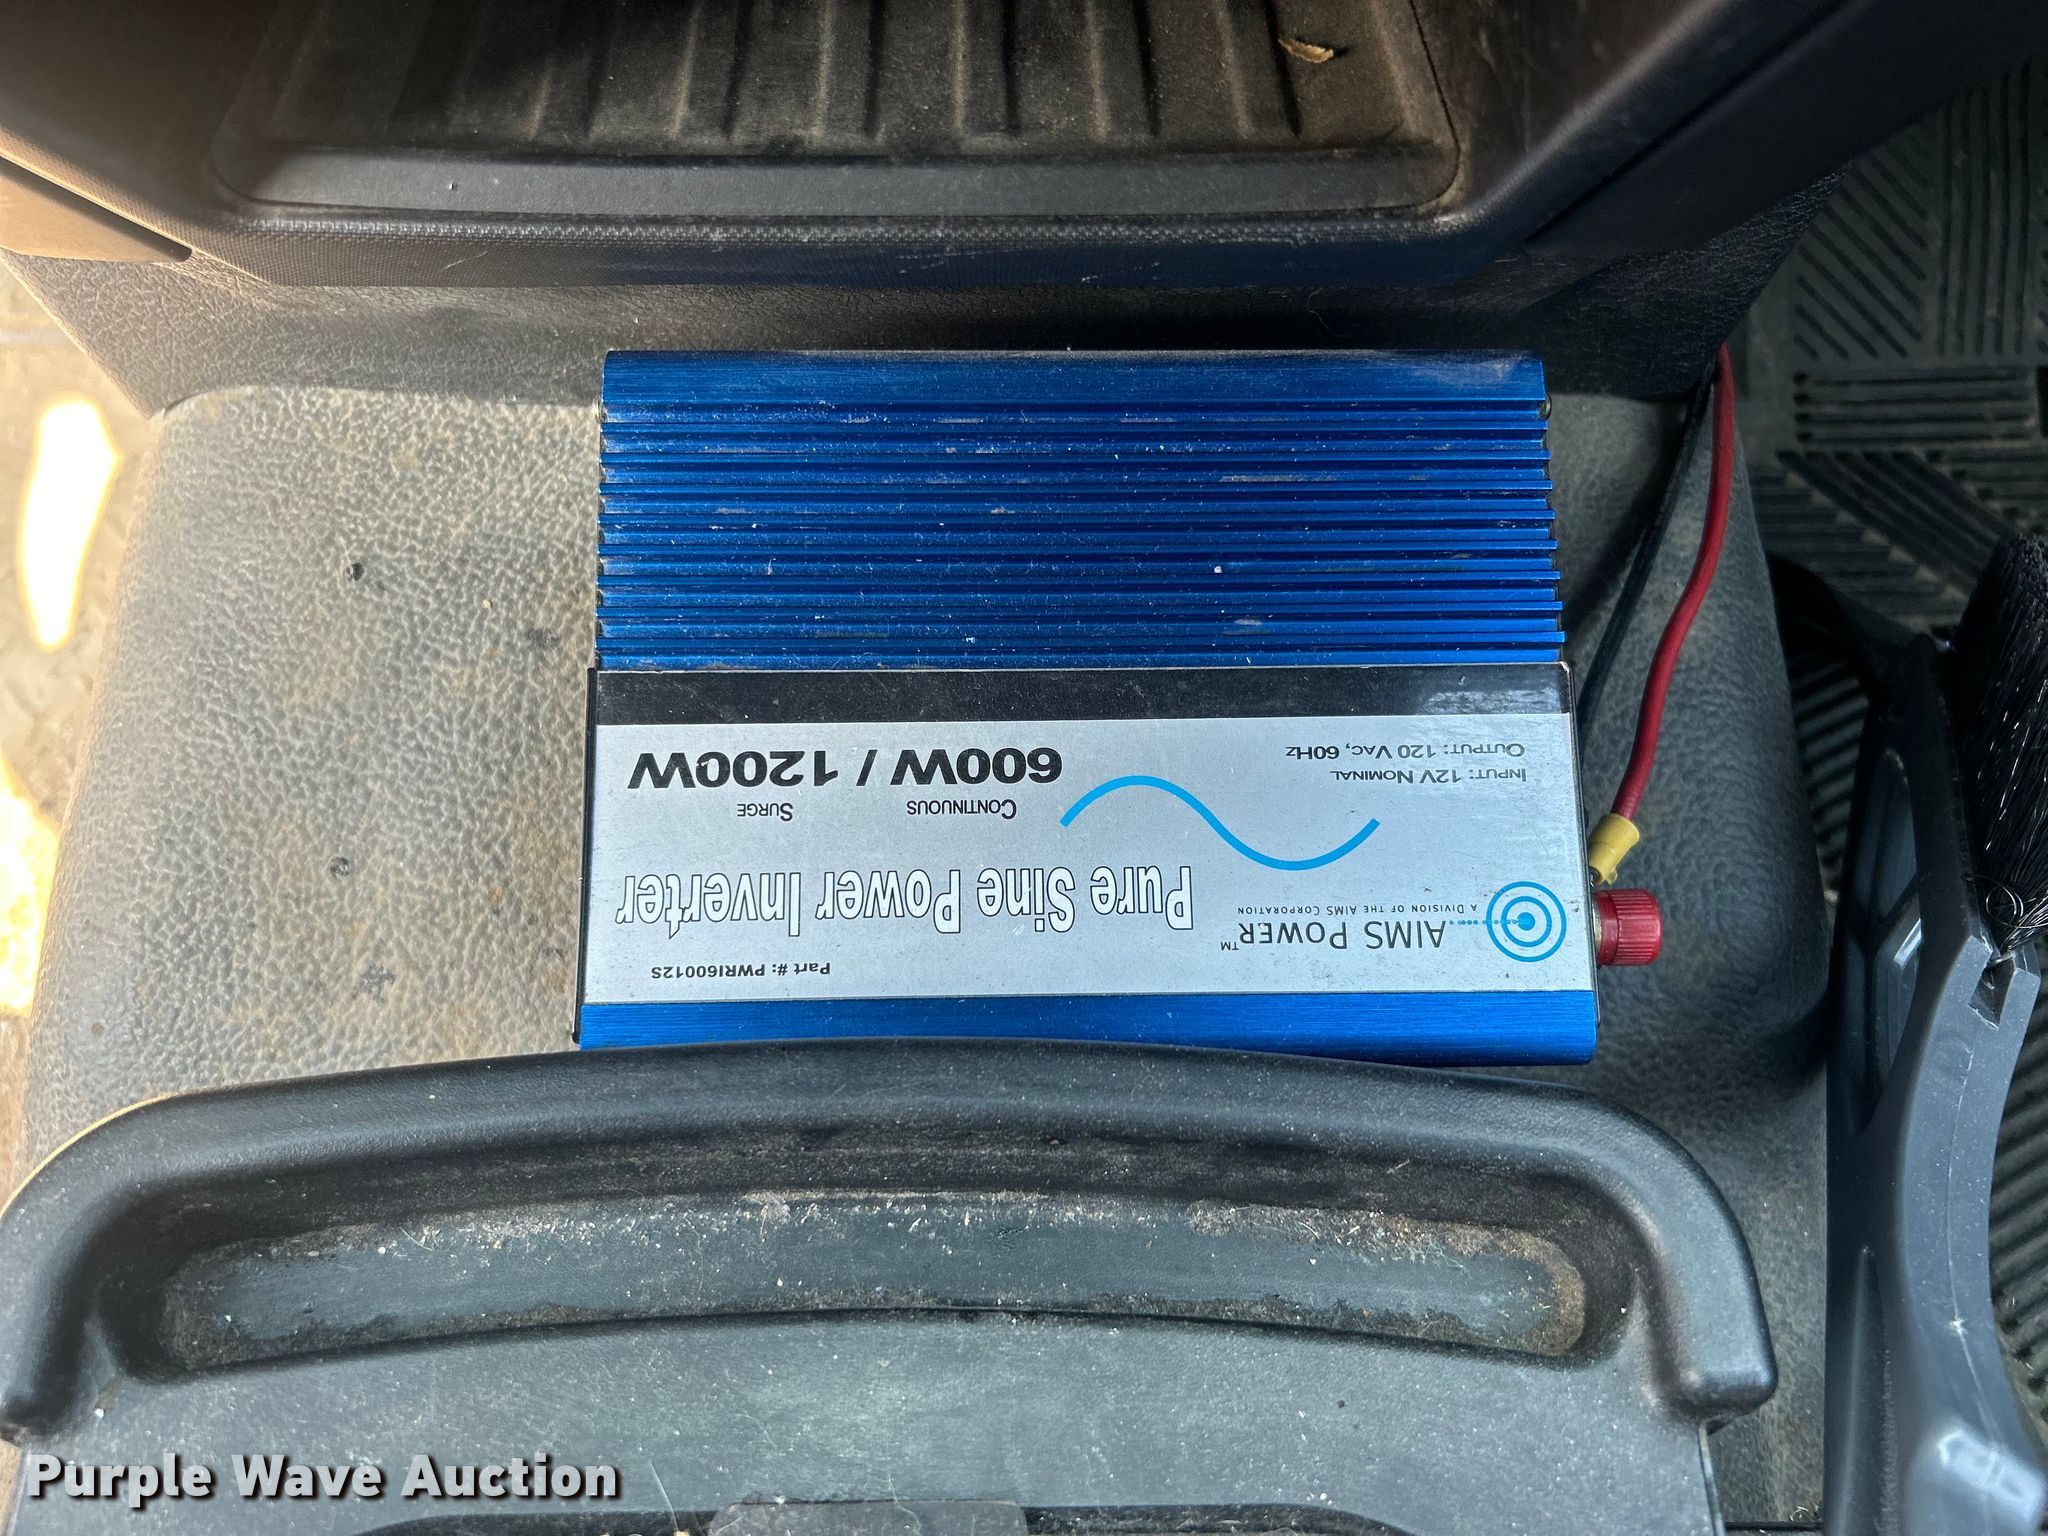 Part #: PWRI60012S
AIMS POWER™
A DIVISION OF THE AIMS CORPORATION
Pure Sine Power Inverter
CONTINUOUS SURGE
600W / 1200W
INPUT: 12V NOMINAL
OUTPUT: 120 VAC, 60Hz
Purple Wave Auction